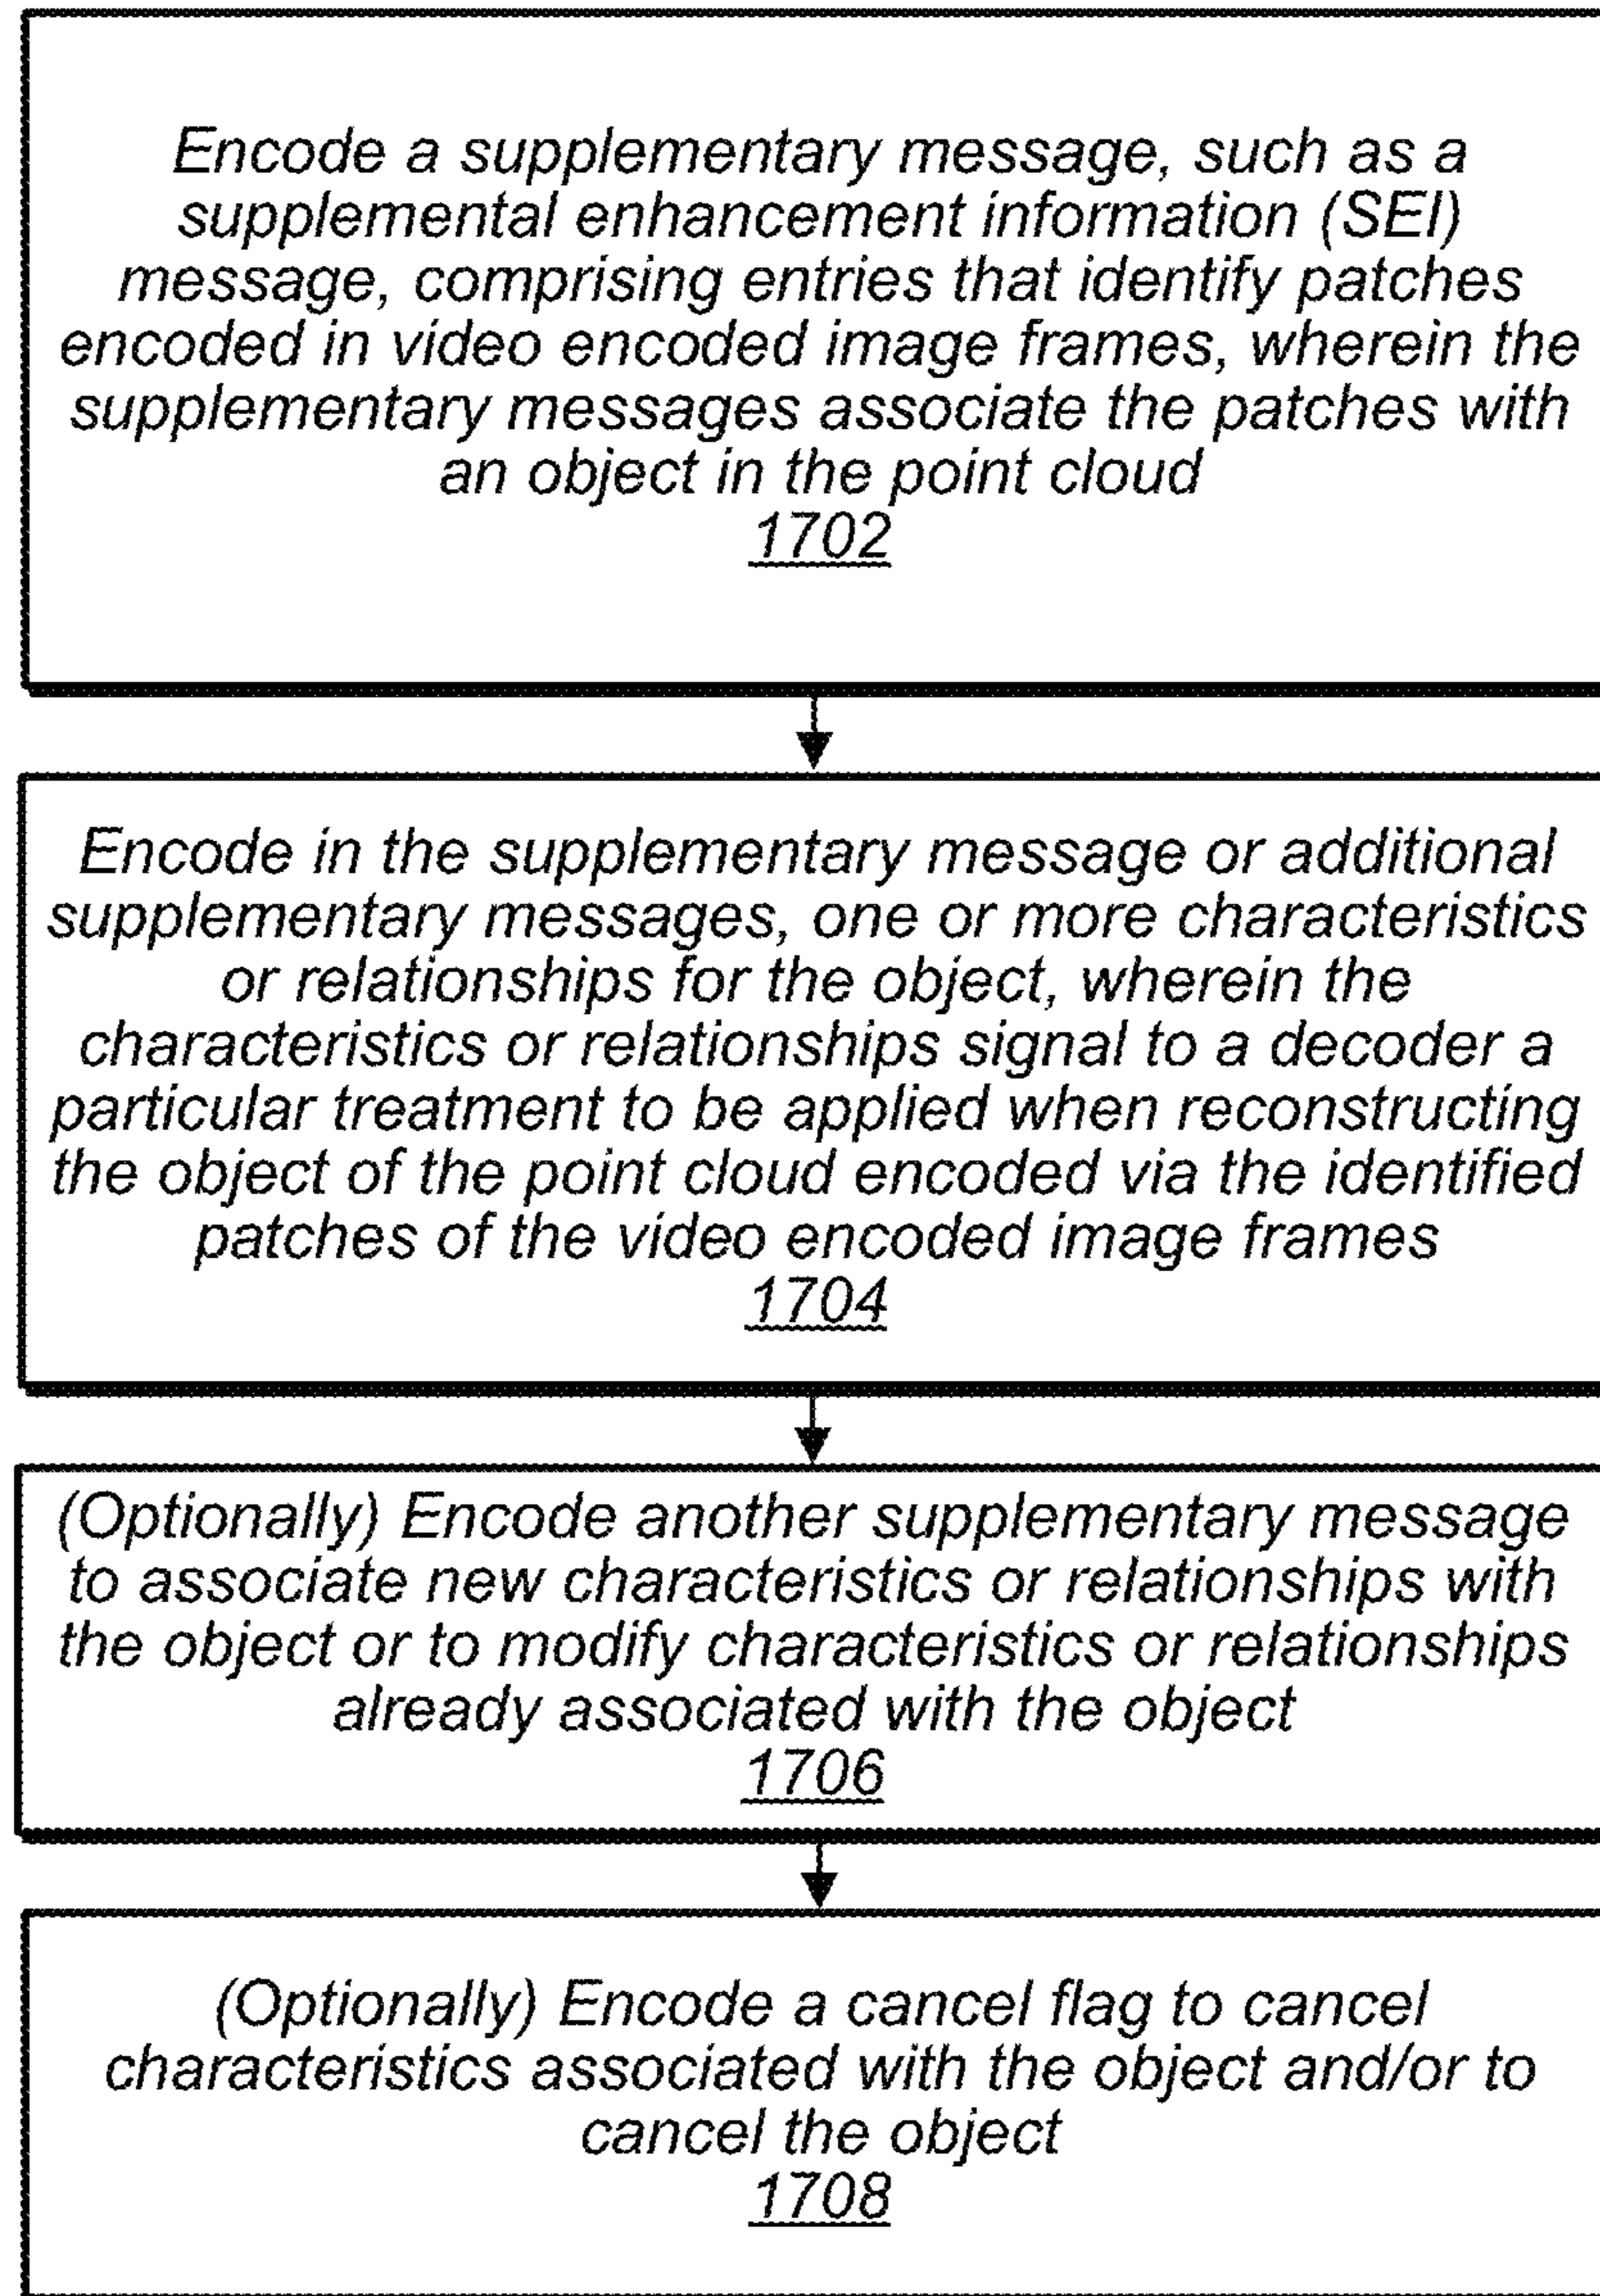 Encode a supplementary message, such as a
supplemental enhancement information (SEI)
message, comprising entries that identify patches
encoded in video encoded image frames, wherein the
supplementary messages associate the patches with
an object in the point cloud
1702
Encode in the supplementary message or additional
supplementary messages, one or more characteristics
or relationships for the object, wherein the
characteristics or relationships signal to a decoder a
particular treatment to be applied when reconstructing
the object of the point cloud encoded via the identified
patches of the video encoded image frames
1704
(Optionally) Encode another supplementary message
to associate new characteristics or relationships with
the object or to modify characteristics or relationships
already associated with the object
1706
(Optionally) Encode a cancel flag to cancel
characteristics associated with the object and/or to
cancel the object
1708